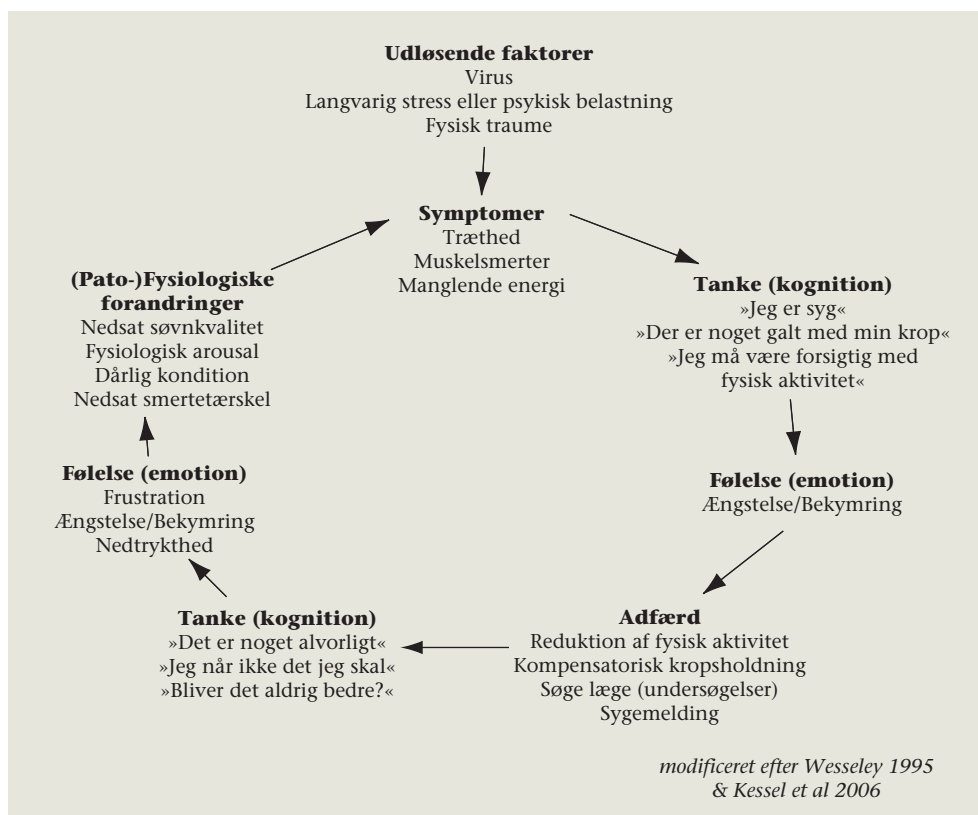 Udløsende faktorer
Virus
Langvarig stress eller psykisk belastning
Fysisk traume
Symptomer
Træthed
Muskelsmerter
Manglende energi
Tanke (kognition)
»Jeg er syg«
»Der er noget galt med min krop«
»Jeg må være forsigtig med
fysisk aktivitet«
Følelse (emotion)
Ængstelse/Bekymring
Adfærd
Reduktion af fysisk aktivitet
Kompensatorisk kropsholdning
Søge læge (undersøgelser)
Sygemelding
Tanke (kognition)
»Det er noget alvorligt«
»Jeg når ikke det jeg skal«
»Bliver det aldrig bedre?«
Følelse (emotion)
Frustration
Ængstelse/Bekymring
Nedtrykthed
(Pato-)Fysiologiske
forandringer
Nedsat søvnkvalitet
Fysiologisk arousal
Dårlig kondition
Nedsat smertetærskel
modificeret efter Wesseley 1995
& Kessel et al 2006